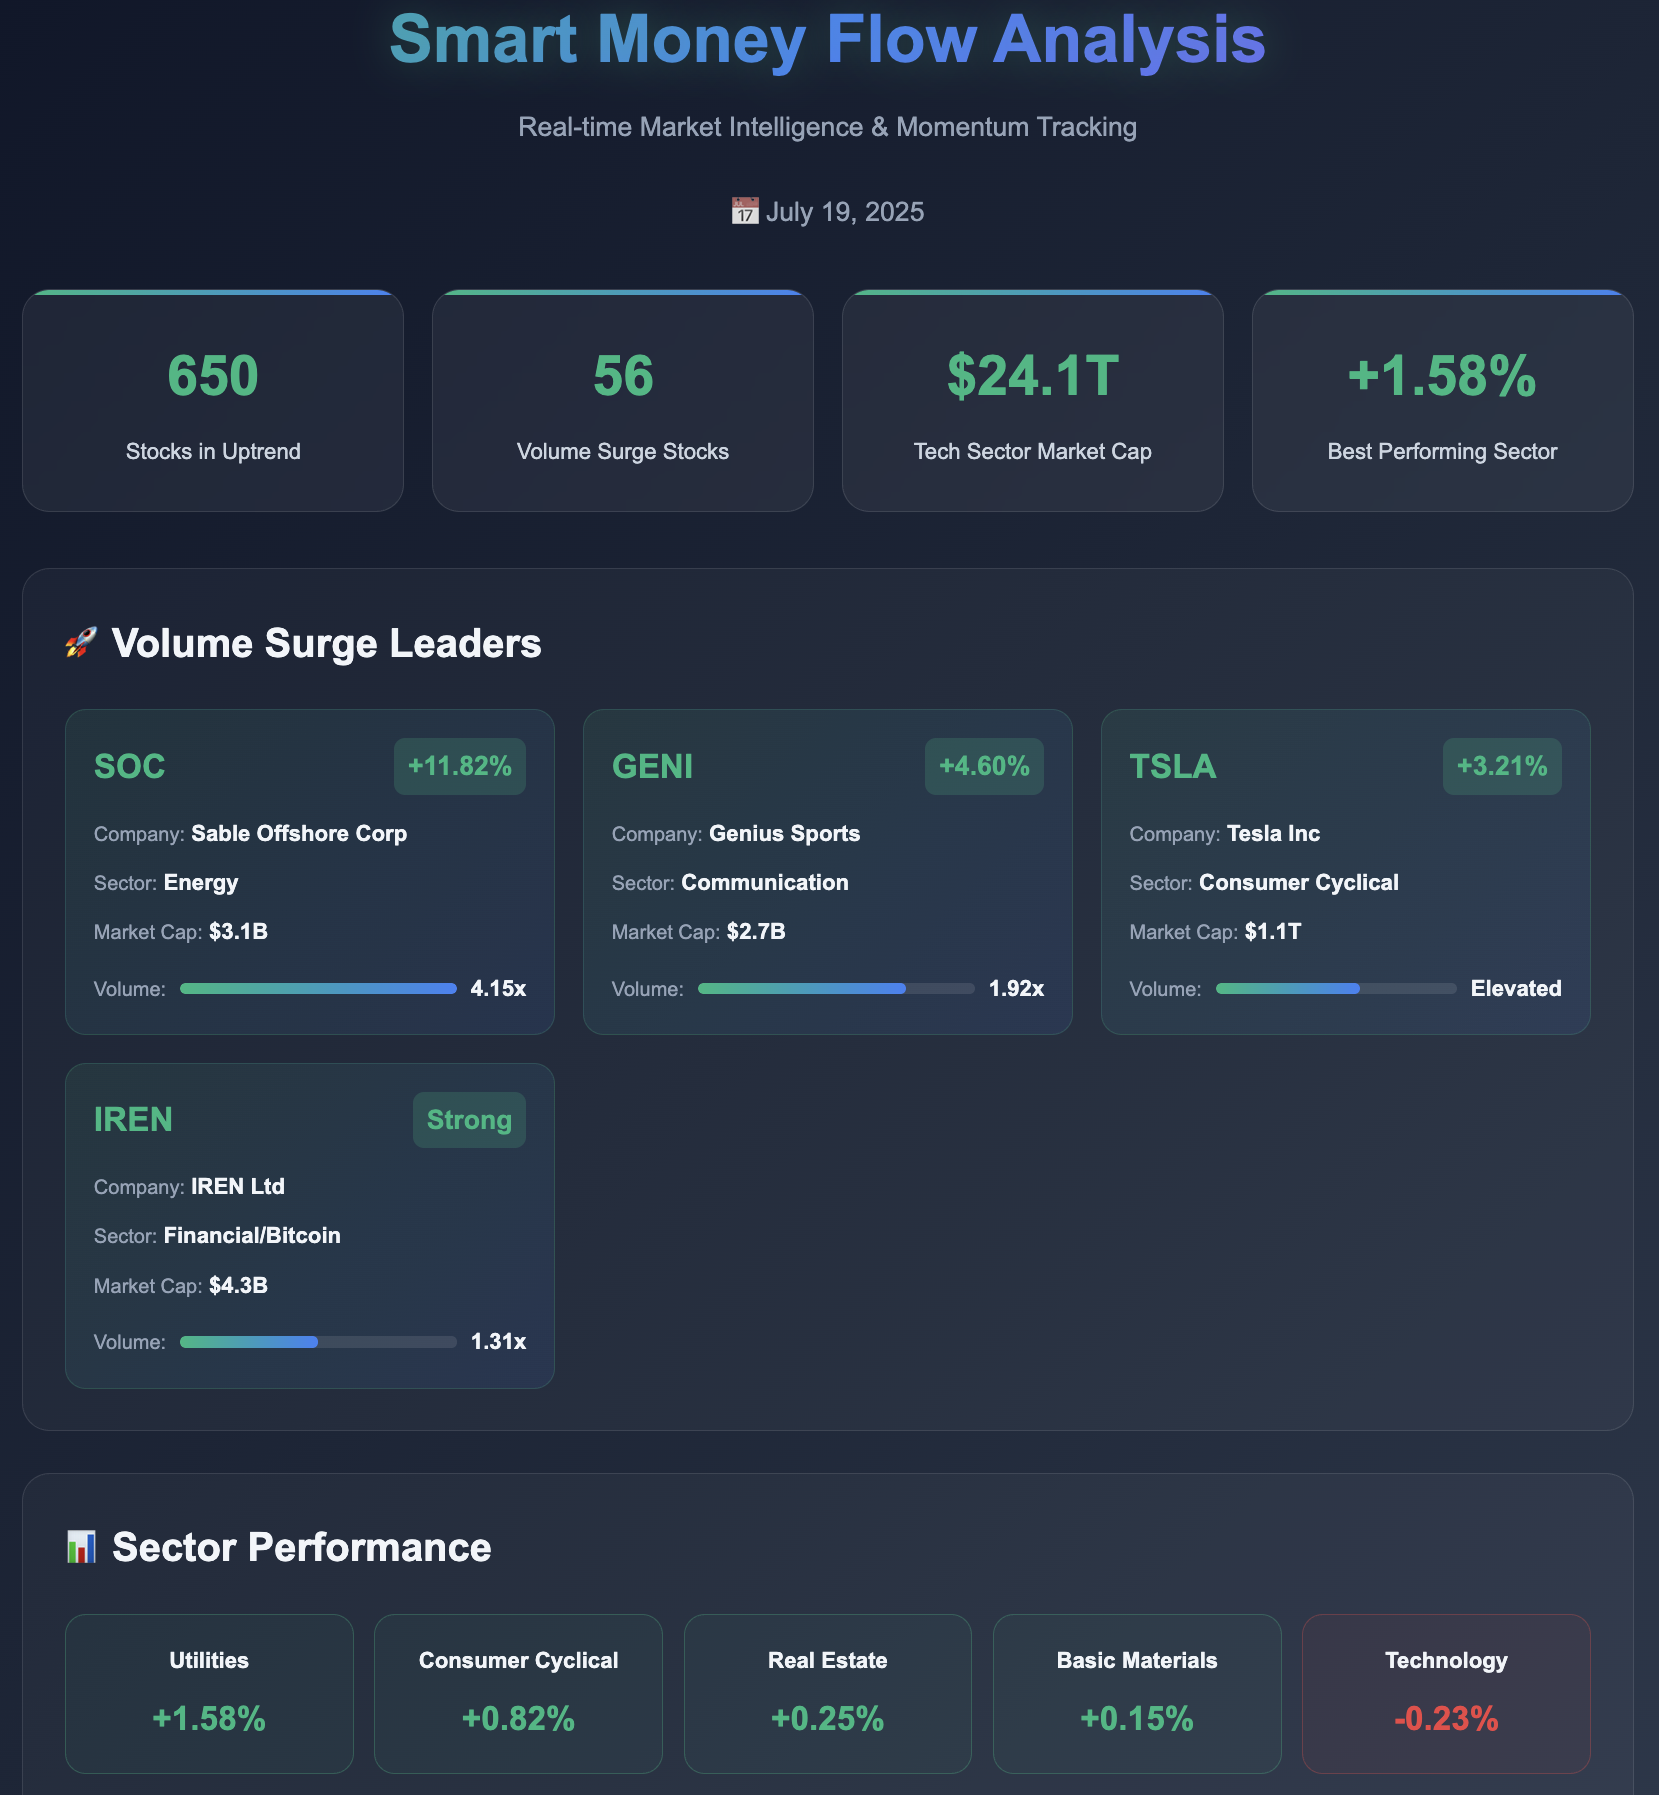 Smart Money Flow Analysis
Real-time Market Intelligence & Momentum Tracking
📅 July 19, 2025
650
Stocks in Uptrend
56
Volume Surge Stocks
$24.1T
Tech Sector Market Cap
+1.58%
Best Performing Sector
🚀 Volume Surge Leaders
SOC +11.82%
Company: Sable Offshore Corp
Sector: Energy
Market Cap: $3.1B
Volume: 4.15x
GENI +4.60%
Company: Genius Sports
Sector: Communication
Market Cap: $2.7B
Volume: 1.92x
TSLA +3.21%
Company: Tesla Inc
Sector: Consumer Cyclical
Market Cap: $1.1T
Volume: Elevated
IREN Strong
Company: IREN Ltd
Sector: Financial/Bitcoin
Market Cap: $4.3B
Volume: 1.31x
📊 Sector Performance
Utilities
+1.58%
Consumer Cyclical
+0.82%
Real Estate
+0.25%
Basic Materials
+0.15%
Technology
-0.23%